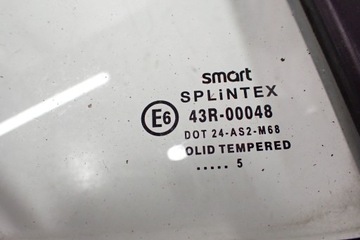 smart
SPLiNTEX
E6 43R-00048
DOT 24-AS2-M68
OLID TEMPERED
..... 5